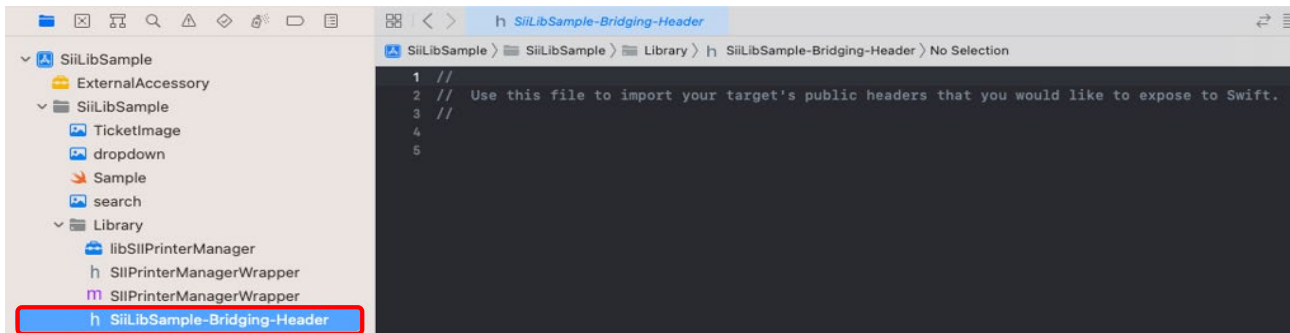 h SiiLibSample-Bridging-Header
SiiLibSample
ExternalAccessory
SiiLibSample
TicketImage
dropdown
Sample
search
Library
libSIIPrinterManager
h SIIPrinterManagerWrapper
m SIIPrinterManagerWrapper
h SiiLibSample-Bridging-Header
SiiLibSample 〉 SiiLibSample 〉 Library 〉 h SiiLibSample-Bridging-Header 〉 No Selection
1 //
2 // Use this file to import your target's public headers that you would like to expose to Swift.
3 //
4
5